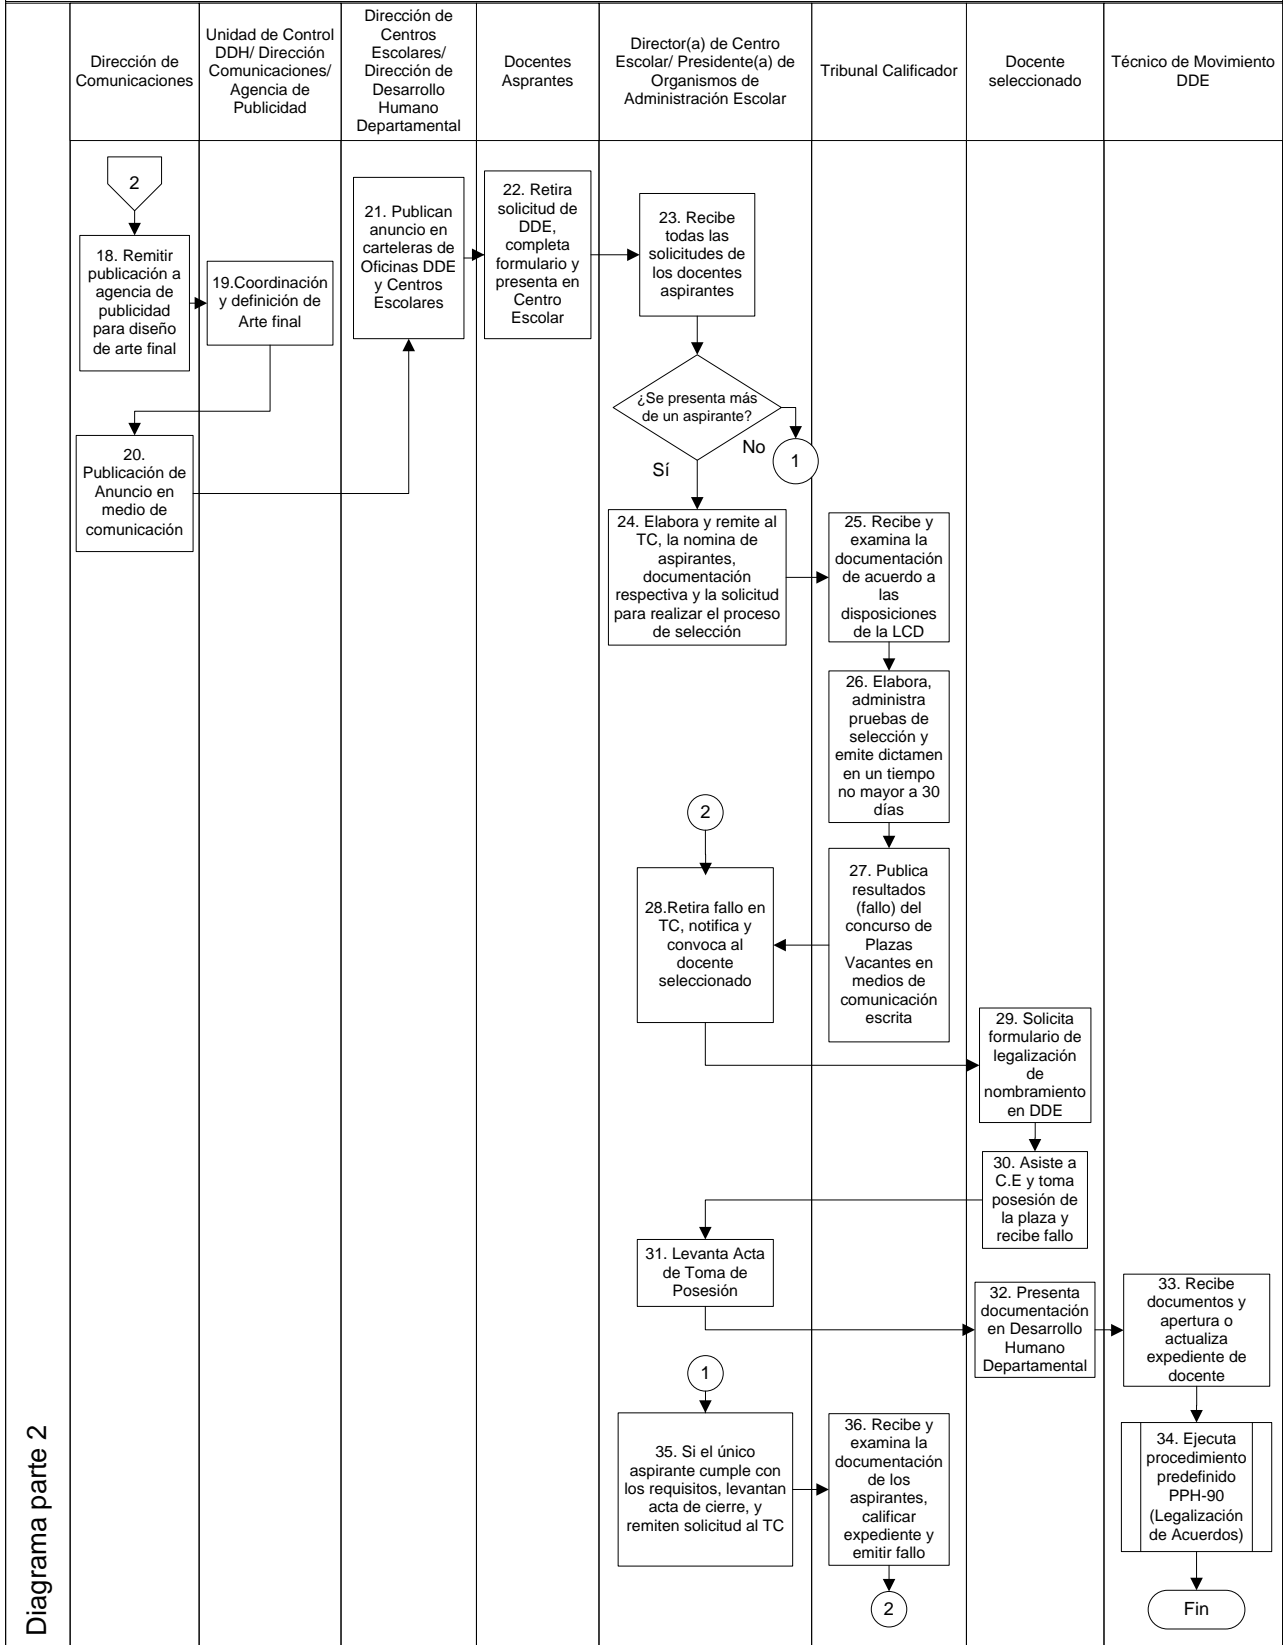 Dirección de
Comunicaciones
Unidad de Control
DDH/ Dirección
Comunicaciones/
Agencia de
Publicidad
Dirección de
Centros
Escolares/
Dirección de
Desarrollo
Humano
Departamental
Docentes
Asprantes
Director(a) de Centro
Escolar/ Presidente(a) de
Organismos de
Administración Escolar
Tribunal Calificador
Docente
seleccionado
Técnico de Movimiento
DDE
2
18. Remitir
publicación a
agencia de
publicidad
para diseño
de arte final
19.Coordinación
y definición de
Arte final
20.
Publicación de
Anuncio en
medio de
comunicación
21. Publican
anuncio en
carteleras de
Oficinas DDE
y Centros
Escolares
22. Retira
solicitud de
DDE,
completa
formulario y
presenta en
Centro
Escolar
23. Recibe
todas las
solicitudes de
los docentes
aspirantes
¿Se presenta más
de un aspirante?
No
1
Sí
24. Elabora y remite al
TC, la nomina de
aspirantes,
documentación
respectiva y la solicitud
para realizar el proceso
de selección
25. Recibe y
examina la
documentación
de acuerdo a
las
disposiciones
de la LCD
26. Elabora,
administra
pruebas de
selección y
emite dictamen
en un tiempo
no mayor a 30
días
27. Publica
resultados
(fallo) del
concurso de
Plazas
Vacantes en
medios de
comunicación
escrita
2
28.Retira fallo en
TC, notifica y
convoca al
docente
seleccionado
29. Solicita
formulario de
legalización
de
nombramiento
en DDE
30. Asiste a
C.E y toma
posesión de
la plaza y
recibe fallo
31. Levanta Acta
de Toma de
Posesión
32. Presenta
documentación
en Desarrollo
Humano
Departamental
33. Recibe
documentos y
apertura o
actualiza
expediente de
docente
34. Ejecuta
procedimiento
predefinido
PPH-90
(Legalización
de Acuerdos)
Fin
1
35. Si el único
aspirante cumple con
los requisitos, levantan
acta de cierre, y
remiten solicitud al TC
36. Recibe y
examina la
documentación
de los
aspirantes,
calificar
expediente y
emitir fallo
2
Diagrama parte 2